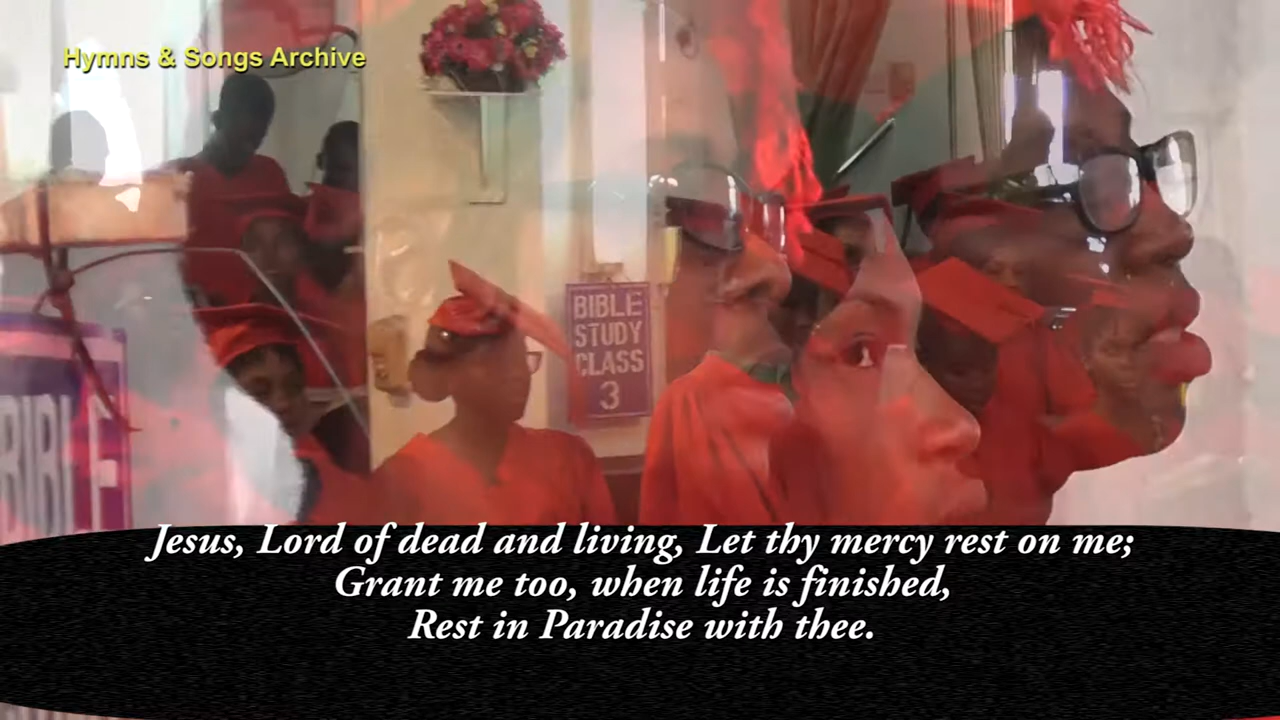 Hymns & Songs Archive
BIBLE
STUDY
CLASS
3
BIBLE
Jesus, Lord of dead and living, Let thy mercy rest on me;
Grant me too, when life is finished,
Rest in Paradise with thee.